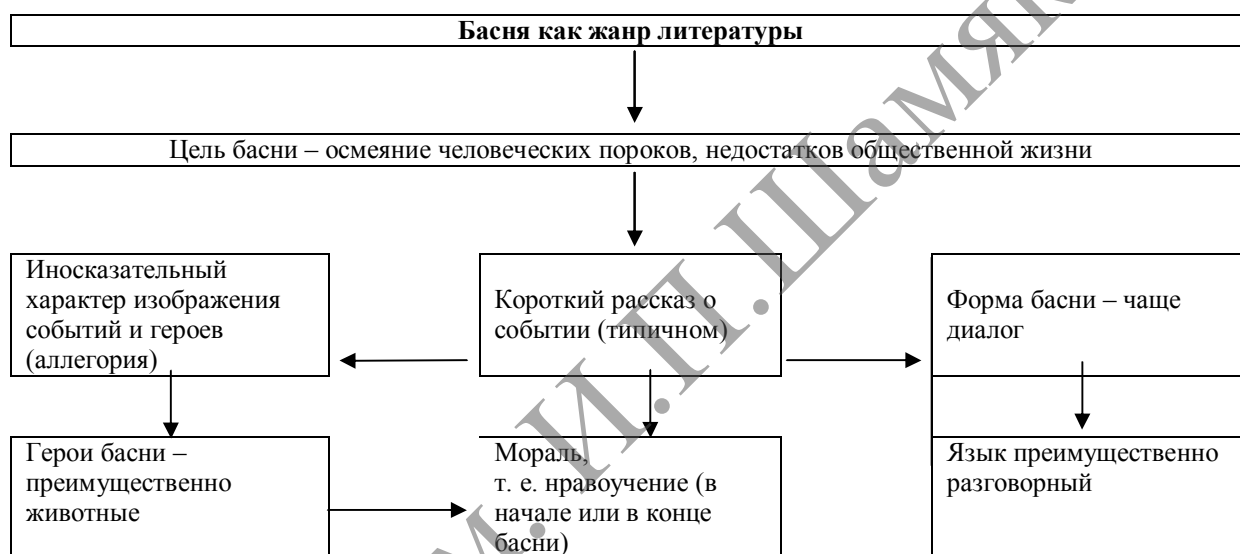 Басня как жанр литературы
Цель басни – осмеяние человеческих пороков, недостатков общественной жизни
Иносказательный
характер изображения
событий и героев
(аллегория)
Короткий рассказ о
событии (типичном)
Форма басни – чаще
диалог
Герои басни –
преимущественно
животные
Мораль,
т. е. нравоучение (в
начале или в конце
басни)
Язык преимущественно
разговорный
м. И.П.Шамяк